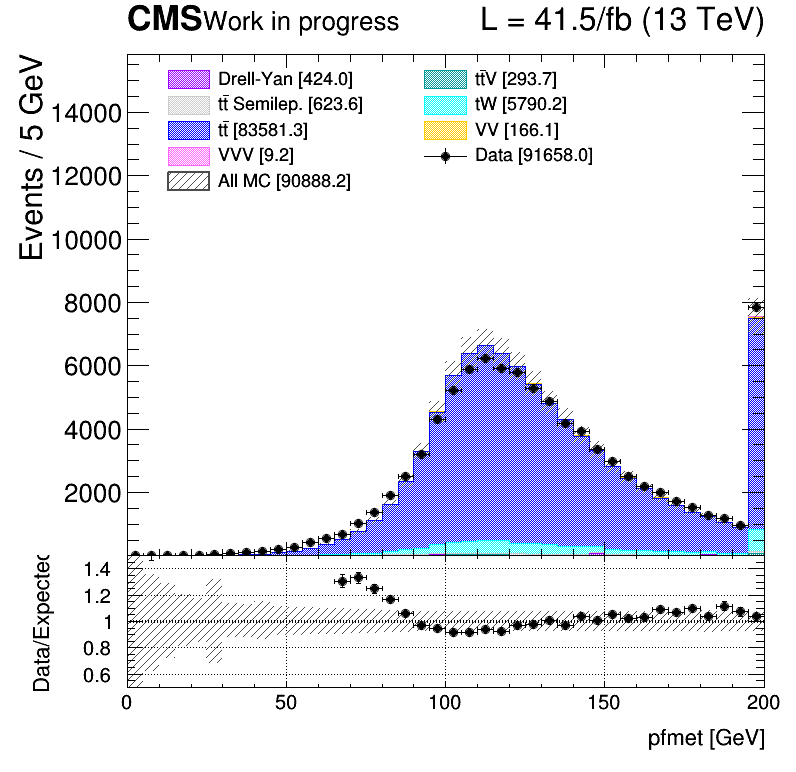 CMS Work in progress L = 41.5/fb (13 TeV)
Drell-Yan [424.0] tt̄V [293.7]
tt̄ Semilep. [623.6] tW [5790.2]
tt̄ [83581.3] VV [166.1]
VVV [9.2] Data [91658.0]
All MC [90888.2]
Events / 5 GeV
14000
12000
10000
8000
6000
4000
2000
Data/Expected
1.4
1.2
1
0.8
0.6
0 50 100 150 200
pfmet [GeV]